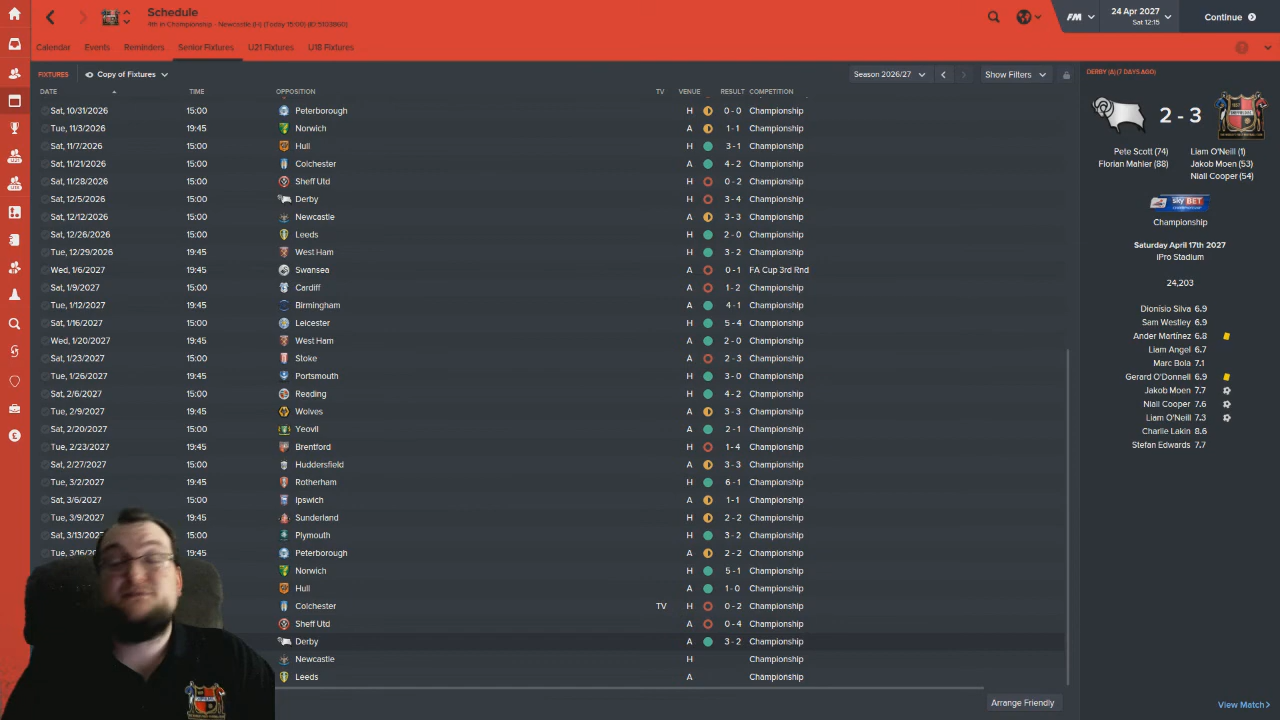 Schedule
4th in Championship - Newcastle (H) (Today 15:00)
FM
24 Apr 2027
Sat 12:15
Continue
Calendar Events Reminders Senior Fixtures U21 Fixtures U18 Fixtures
FIXTURES Copy of Fixtures Season 2026/27 Show Filters
DATE TIME OPPOSITION TV VENUE RESULT COMPETITION
Sat, 10/31/2026 15:00 Peterborough H 0 - 0 Championship
Tue, 11/3/2026 19:45 Norwich A 1 - 1 Championship
Sat, 11/7/2026 15:00 Hull H 3 - 1 Championship
Sat, 11/21/2026 15:00 Colchester A 4 - 2 Championship
Sat, 11/28/2026 15:00 Sheff Utd H 0 - 2 Championship
Sat, 12/5/2026 15:00 Derby H 3 - 4 Championship
Sat, 12/12/2026 15:00 Newcastle A 3 - 3 Championship
Sat, 12/26/2026 15:00 Leeds H 2 - 0 Championship
Tue, 12/29/2026 19:45 West Ham H 3 - 2 Championship
Wed, 1/6/2027 19:45 Swansea A 0 - 1 FA Cup 3rd Rnd
Sat, 1/9/2027 15:00 Cardiff A 1 - 2 Championship
Tue, 1/12/2027 19:45 Birmingham A 4 - 1 Championship
Sat, 1/16/2027 15:00 Leicester H 5 - 4 Championship
Wed, 1/20/2027 19:45 West Ham A 2 - 0 Championship
Sat, 1/23/2027 15:00 Stoke A 2 - 3 Championship
Tue, 1/26/2027 19:45 Portsmouth H 3 - 0 Championship
Sat, 2/6/2027 15:00 Reading H 4 - 2 Championship
Tue, 2/9/2027 19:45 Wolves A 3 - 3 Championship
Sat, 2/20/2027 15:00 Yeovil A 2 - 1 Championship
Tue, 2/23/2027 19:45 Brentford H 1 - 4 Championship
Sat, 2/27/2027 15:00 Huddersfield A 3 - 3 Championship
Tue, 3/2/2027 19:45 Rotherham H 6 - 1 Championship
Sat, 3/6/2027 15:00 Ipswich A 1 - 1 Championship
Tue, 3/9/2027 19:45 Sunderland H 2 - 2 Championship
Sat, 3/13/2027 15:00 Plymouth H 3 - 2 Championship
Tue, 3/16/20 19:45 Peterborough A 2 - 2 Championship
Norwich H 5 - 1 Championship
Hull A 1 - 0 Championship
Colchester TV H 0 - 2 Championship
Sheff Utd A 0 - 4 Championship
Derby A 3 - 2 Championship
Newcastle H Championship
Leeds A Championship
Arrange Friendly
DERBY (A) (7 DAYS AGO)
2 - 3
Pete Scott (74) Liam O'Neill (1)
Florian Mahler (88) Jakob Moen (53)
Niall Cooper (54)
sky BET
Championship
Saturday April 17th 2027
iPro Stadium
24,203
Dionísio Silva 6.9
Sam Westley 6.9
Ander Martínez 6.8
Liam Angel 6.7
Marc Bola 7.1
Gerard O'Donnell 6.9
Jakob Moen 7.7
Niall Cooper 7.6
Liam O'Neill 7.3
Charlie Lakin 8.6
Stefan Edwards 7.7
View Match